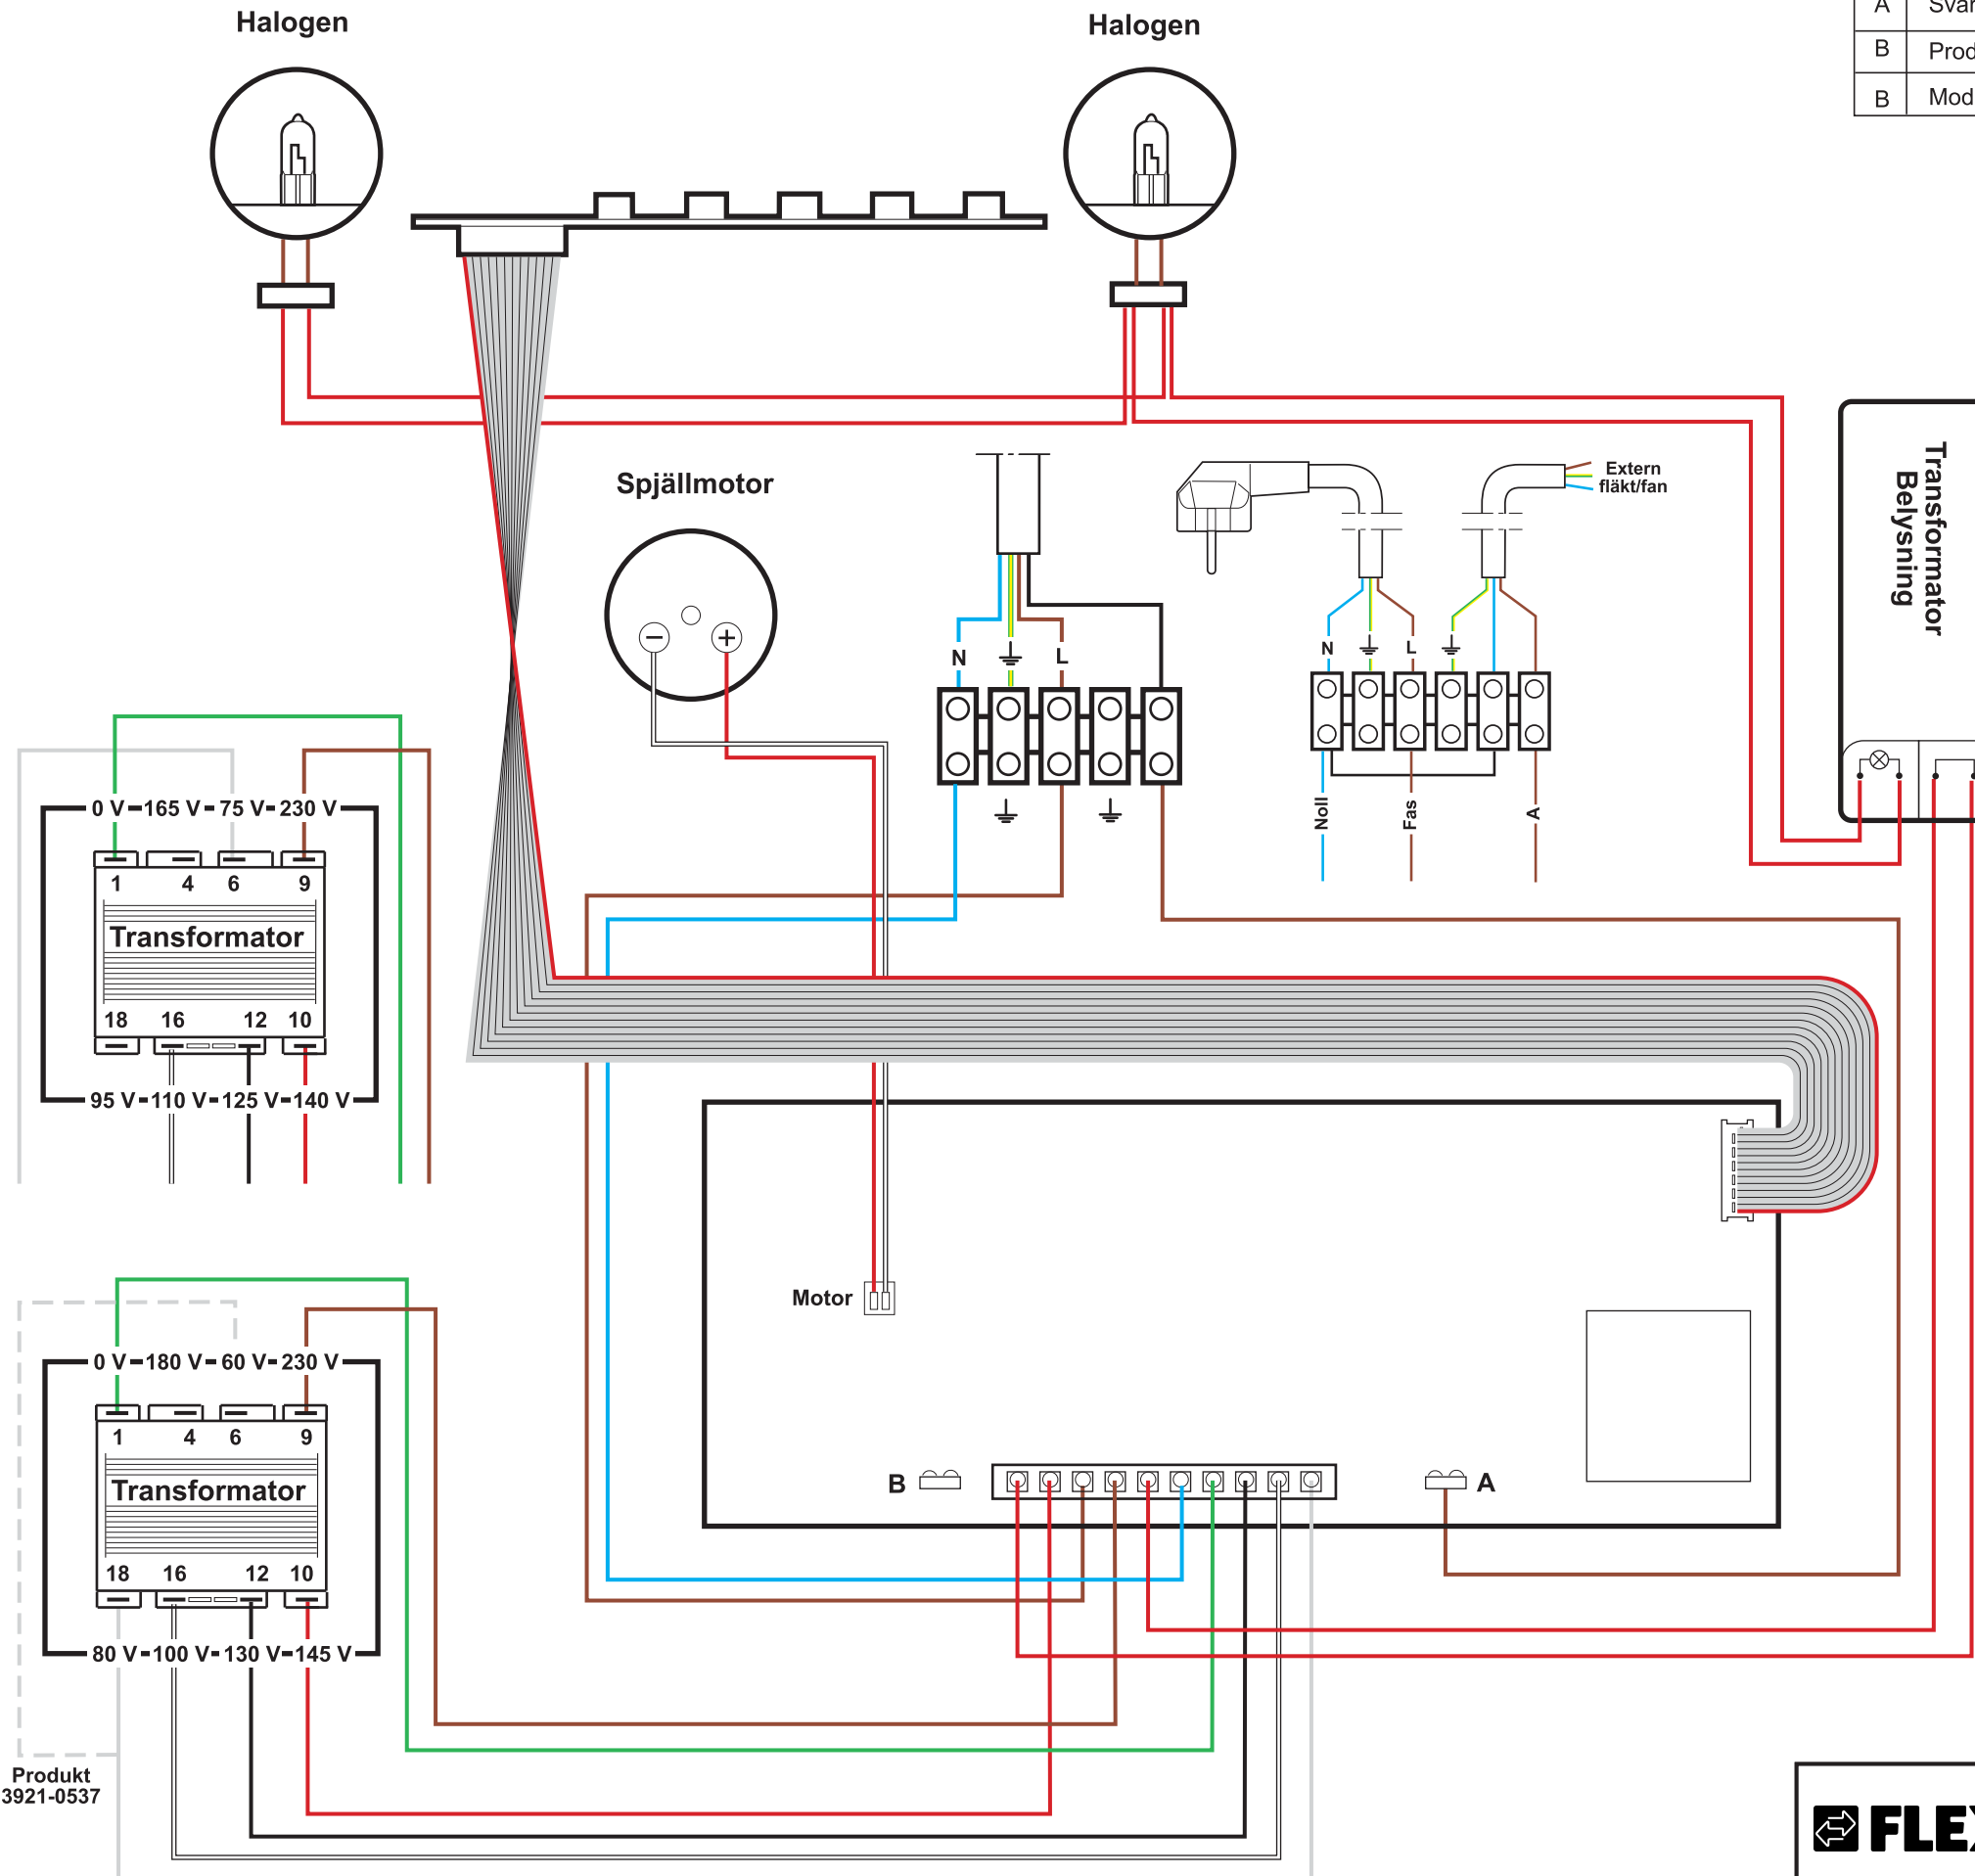 Halogen
Halogen
A
B
B
Spjällmotor
Extern
fläkt/fan
Transformator
Belysning
N
L
N
L
Noll
Fas
A
0 V 165 V 75 V 230 V
1 4 6 9
Transformator
18 16 12 10
95 V 110 V 125 V 140 V
Motor
0 V 180 V 60 V 230 V
1 4 6 9
Transformator
18 16 12 10
80 V 100 V 130 V 145 V
B
A
Produkt
3921-0537